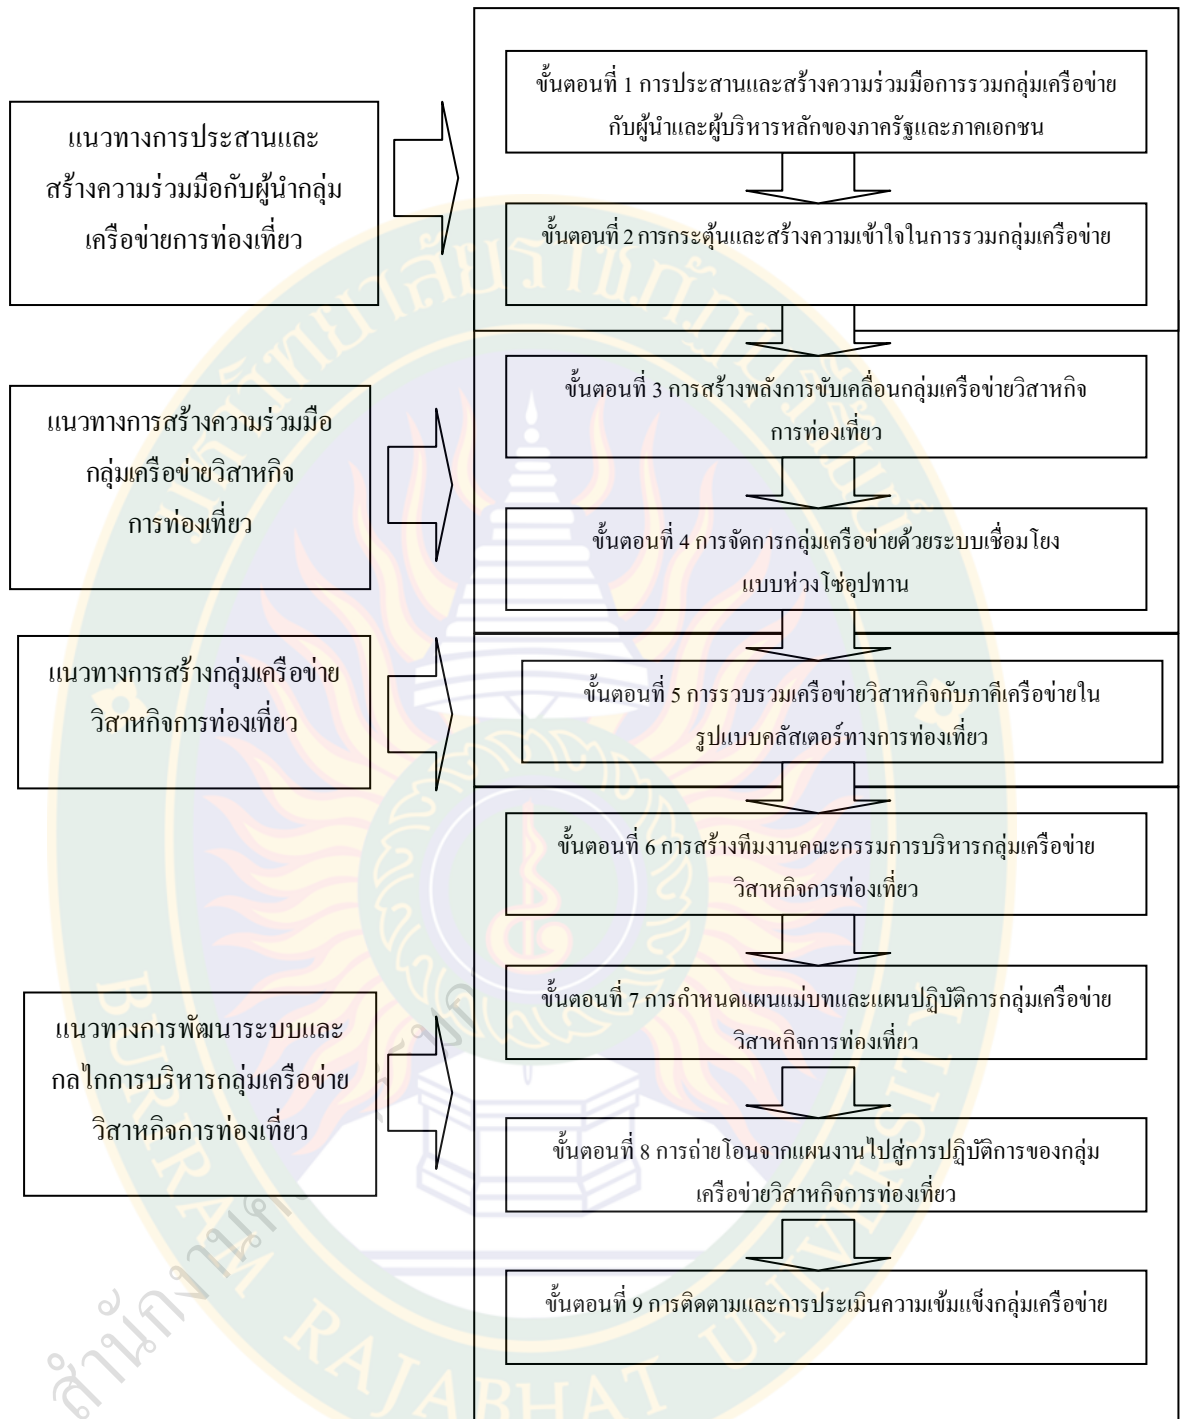 แนวทางการประสานและ
สร้างความร่วมมือกับผู้นำกลุ่ม
เครือข่ายการท่องเที่ยว
ขั้นตอนที่ 1 การประสานและสร้างความร่วมมือการรวมกลุ่มเครือข่าย
กับผู้นำและผู้บริหารหลักของภาครัฐและภาคเอกชน
ขั้นตอนที่ 2 การกระตุ้นและสร้างความเข้าใจในการรวมกลุ่มเครือข่าย
แนวทางการสร้างความร่วมมือ
กลุ่มเครือข่ายวิสาหกิจ
การท่องเที่ยว
ขั้นตอนที่ 3 การสร้างพลังการขับเคลื่อนกลุ่มเครือข่ายวิสาหกิจ
การท่องเที่ยว
ขั้นตอนที่ 4 การจัดการกลุ่มเครือข่ายด้วยระบบเชื่อมโยง
แบบห่วงโซ่อุปทาน
แนวทางการสร้างกลุ่มเครือข่าย
วิสาหกิจการท่องเที่ยว
ขั้นตอนที่ 5 การรวบรวมเครือข่ายวิสาหกิจกับภาคีเครือข่ายใน
รูปแบบคลัสเตอร์ทางการท่องเที่ยว
แนวทางการพัฒนาระบบและ
กลไกการบริหารกลุ่มเครือข่าย
วิสาหกิจการท่องเที่ยว
ขั้นตอนที่ 6 การสร้างทีมงานคณะกรรมการบริหารกลุ่มเครือข่าย
วิสาหกิจการท่องเที่ยว
ขั้นตอนที่ 7 การกำหนดแผนแม่บทและแผนปฏิบัติการกลุ่มเครือข่าย
วิสาหกิจการท่องเที่ยว
ขั้นตอนที่ 8 การถ่ายโอนจากแผนงานไปสู่การปฏิบัติการของกลุ่ม
เครือข่ายวิสาหกิจการท่องเที่ยว
ขั้นตอนที่ 9 การติดตามและการประเมินความเข้มแข็งกลุ่มเครือข่าย
BURIRAM RAJABHAT UNIVERSITY
สำนักงาน